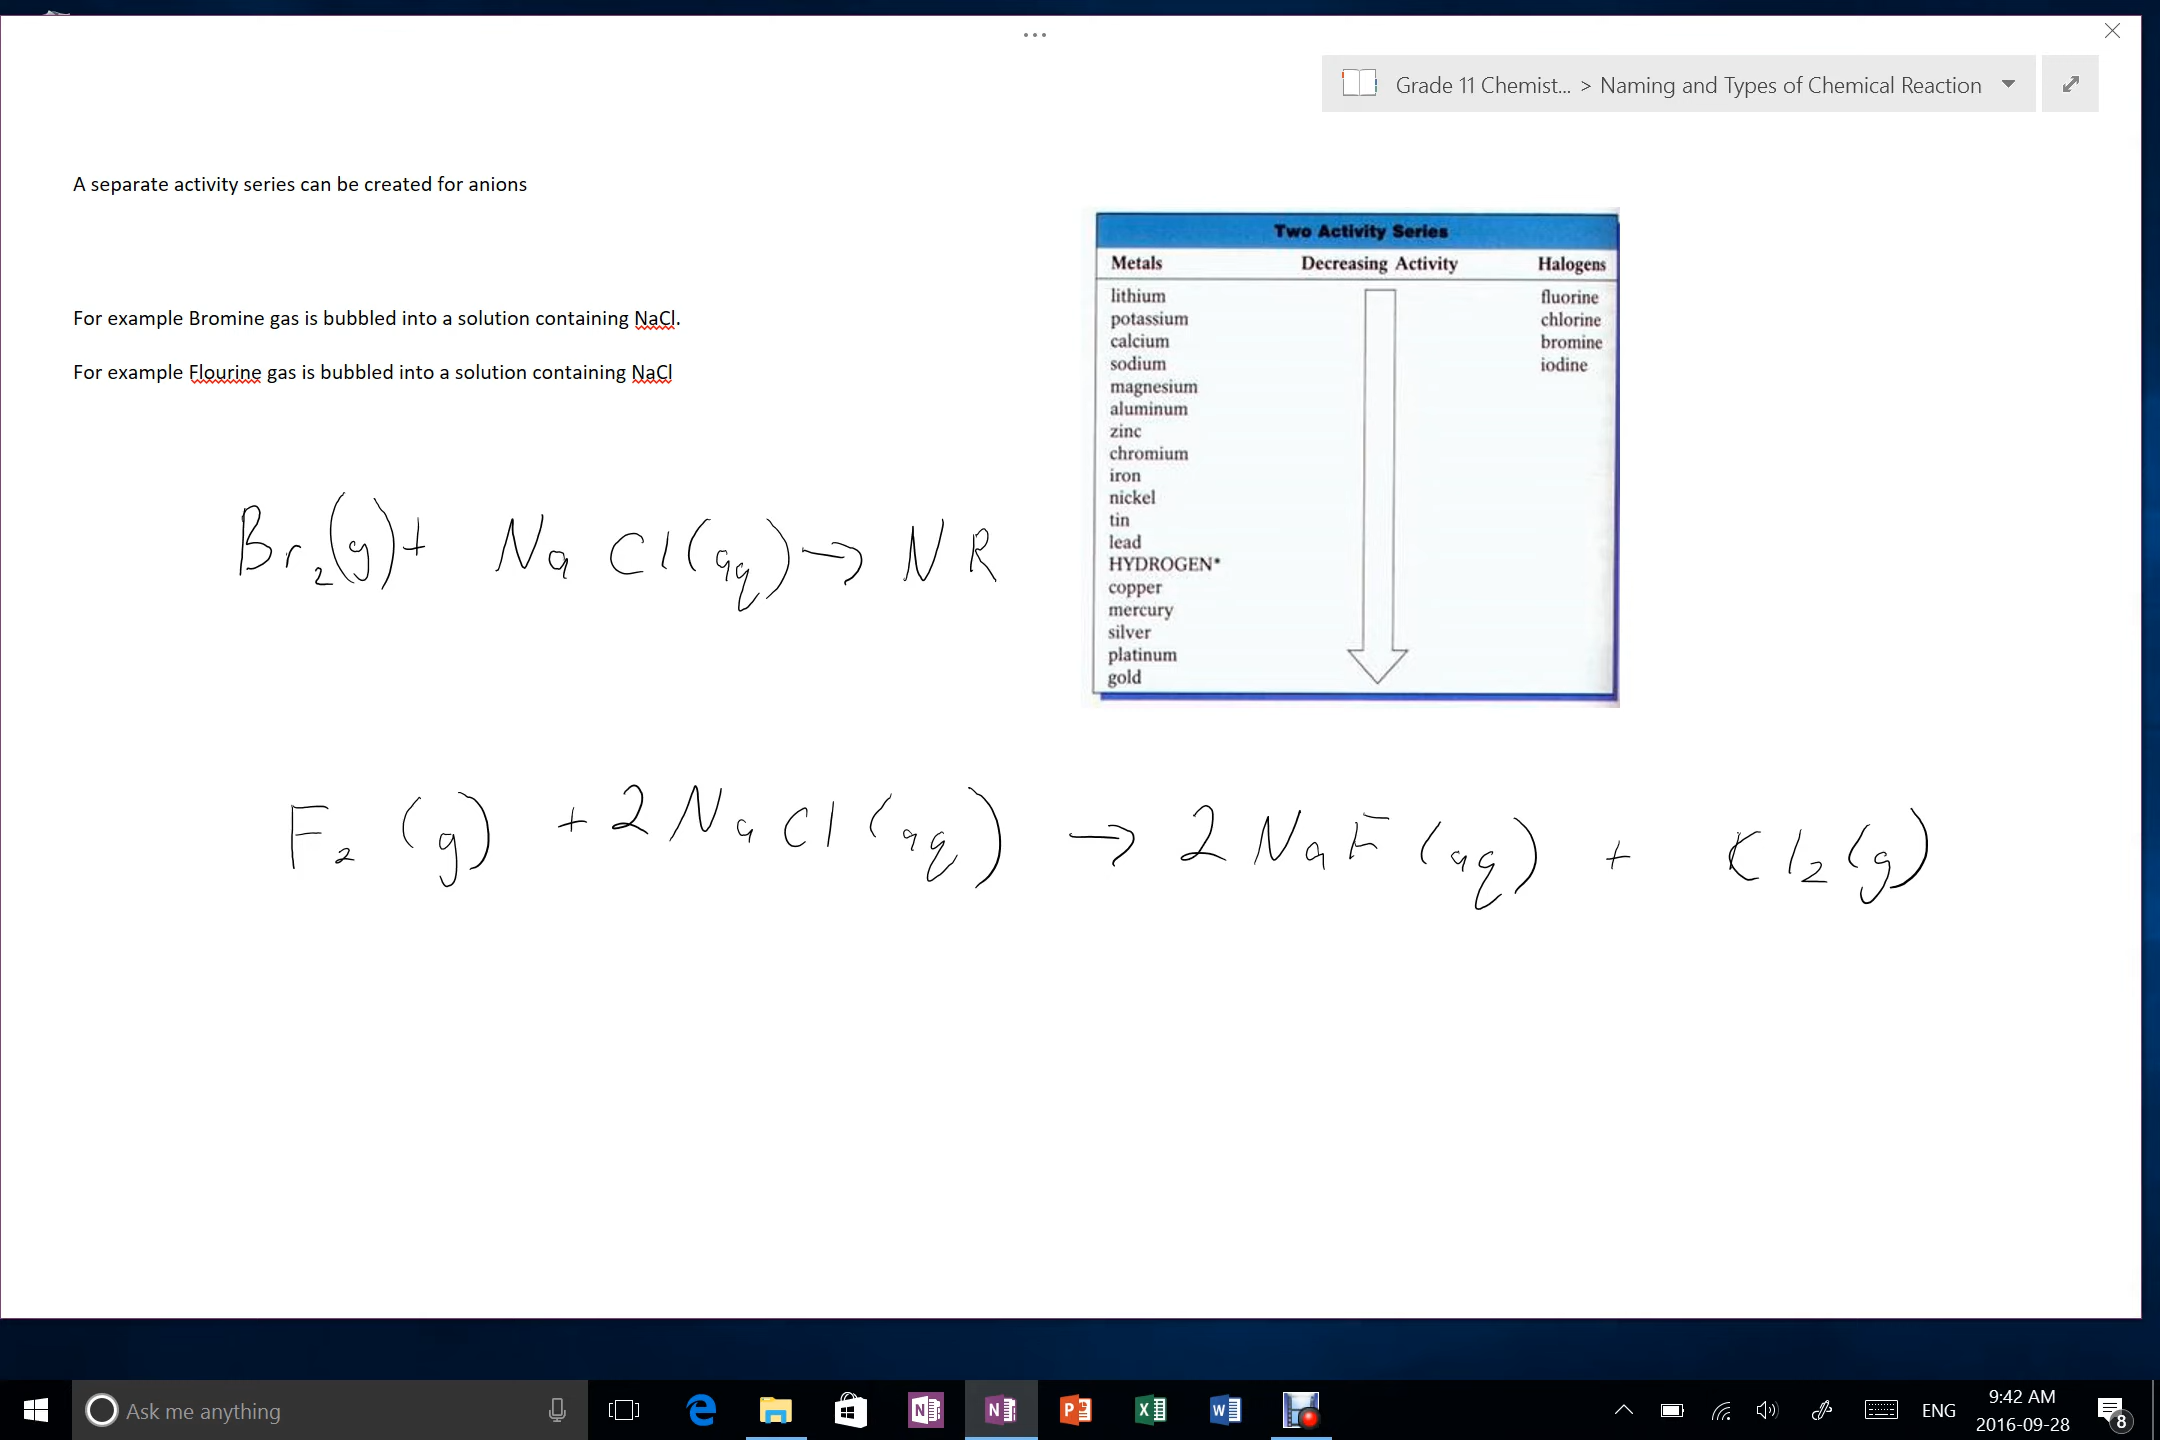 Grade 11 Chemist... > Naming and Types of Chemical Reaction
A separate activity series can be created for anions
For example Bromine gas is bubbled into a solution containing NaCl.
For example Flourine gas is bubbled into a solution containing NaCl
Two Activity Series
Metals Decreasing Activity Halogens
lithium fluorine
potassium chlorine
calcium bromine
sodium iodine
magnesium
aluminum
zinc
chromium
iron
nickel
tin
lead
HYDROGEN*
copper
mercury
silver
platinum
gold
Br₂(g) + NaCl(aq) → NR
F₂(g) + 2NaCl(aq) → 2NaF(aq) + Cl₂(g)
Ask me anything
ENG
9:42 AM
2016-09-28
8